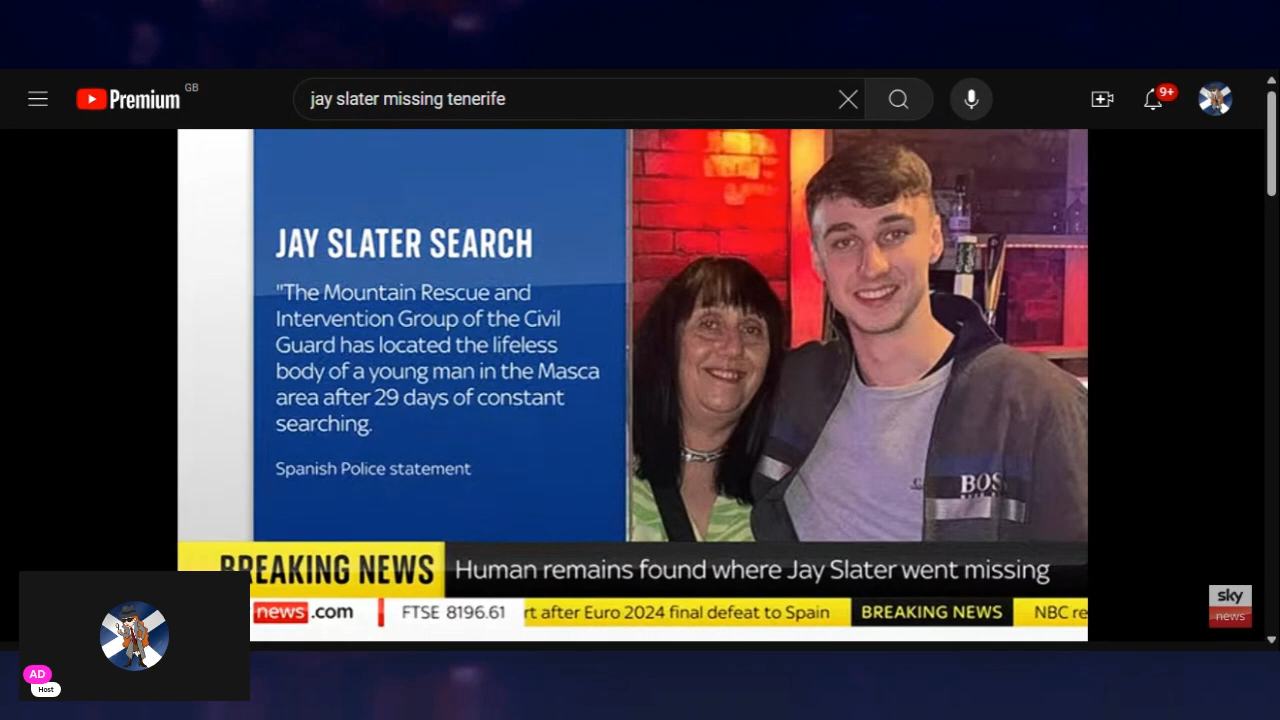 Premium GB
jay slater missing tenerife
9+
JAY SLATER SEARCH
"The Mountain Rescue and
Intervention Group of the Civil
Guard has located the lifeless
body of a young man in the Masca
area after 29 days of constant
searching.
Spanish Police statement
BOSS
BREAKING NEWS
Human remains found where Jay Slater went missing
news.com
FTSE 8196.61
rt after Euro 2024 final defeat to Spain
BREAKING NEWS
NBC re
sky
news
AD
Host